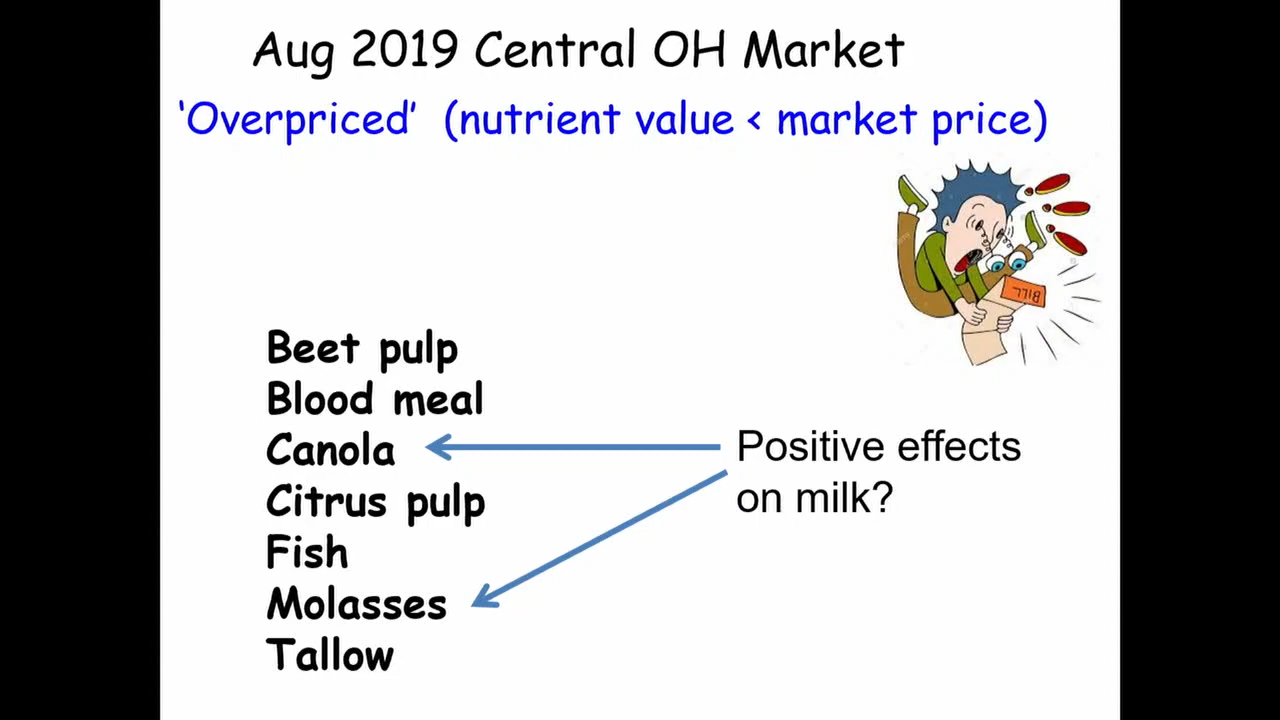 Aug 2019 Central OH Market
‘Overpriced’ (nutrient value < market price)
BILL
Beet pulp
Blood meal
Canola
Positive effects
on milk?
Citrus pulp
Fish
Molasses
Tallow